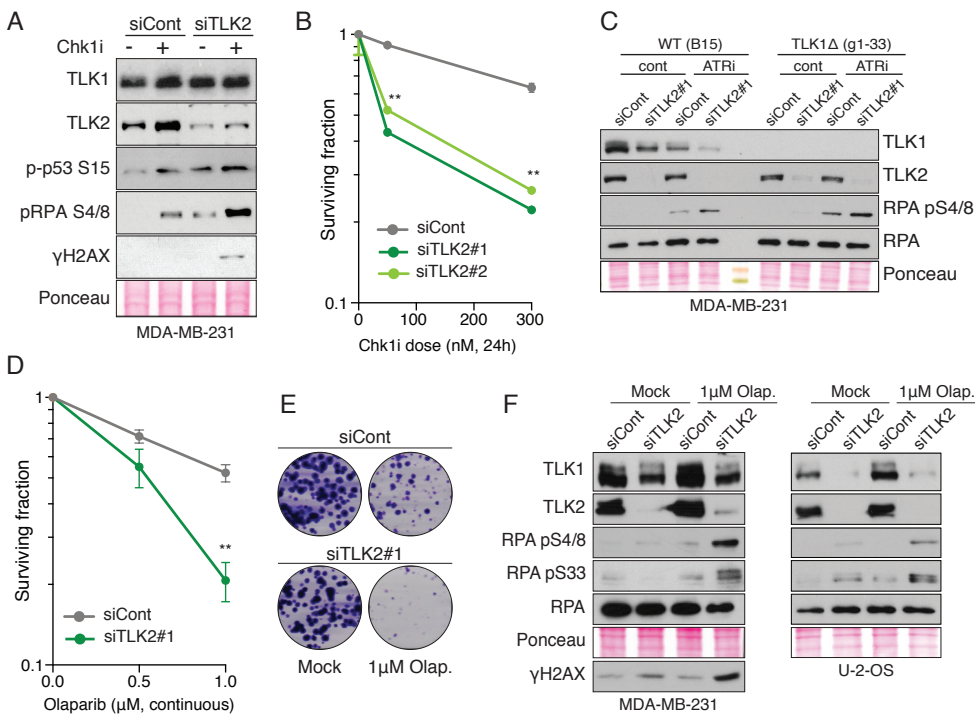 A
siCont siTLK2
Chk1i - + - +
TLK1
TLK2
p-p53 S15
pRPA S4/8
γH2AX
Ponceau
MDA-MB-231
B
1
0.1
Surviving fraction
**
**
siCont
siTLK2#1
siTLK2#2
0 100 200 300
Chk1i dose (nM, 24h)
C
WT (B15) TLK1Δ (g1-33)
cont ATRi cont ATRi
siCont siTLK2#1 siCont siTLK2#1 siCont siTLK2#1 siCont siTLK2#1
TLK1
TLK2
RPA pS4/8
RPA
Ponceau
MDA-MB-231
D
1
0.1
Surviving fraction
**
siCont
siTLK2#1
0.0 0.5 1.0
Olaparib (μM, continuous)
E
siCont
siTLK2#1
Mock 1μM Olap.
F
Mock 1μM Olap. Mock 1μM Olap.
siCont siTLK2 siCont siTLK2 siCont siTLK2 siCont siTLK2
TLK1
TLK2
RPA pS4/8
RPA pS33
RPA
Ponceau
γH2AX
MDA-MB-231
U-2-OS